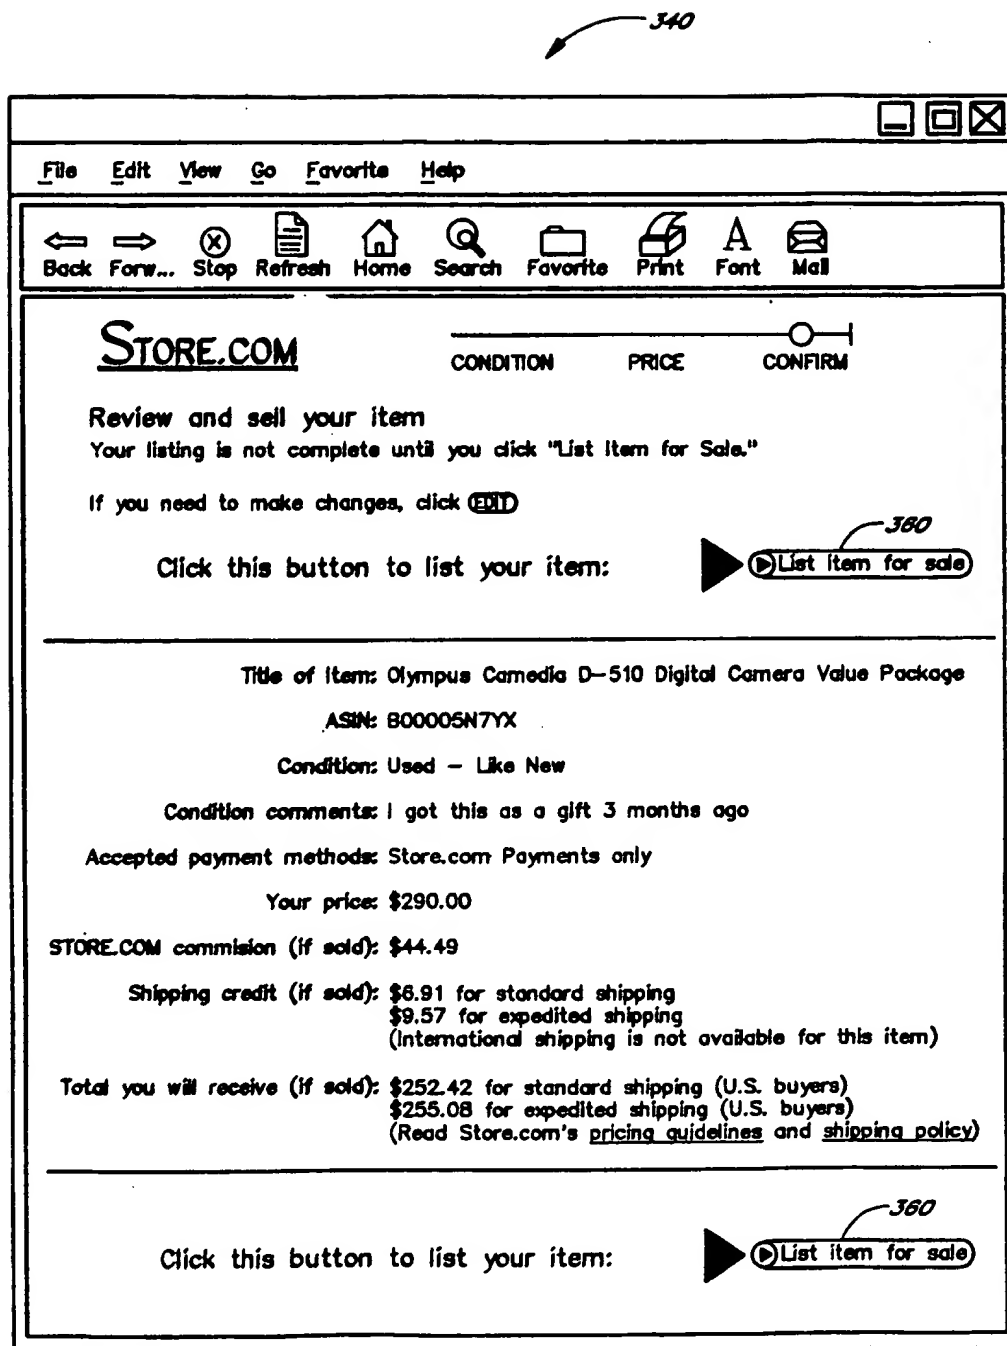 340
File Edit View Go Favorite Help
Back Forw... Stop Refresh Home Search Favorite Print Font Mail
STORE.COM
CONDITION PRICE CONFIRM
Review and sell your item
Your listing is not complete until you click "List Item for Sale."
If you need to make changes, click EDIT
360
Click this button to list your item: List item for sale
Title of Item: Olympus Camedia D-510 Digital Camera Value Package
ASIN: B00005N7YX
Condition: Used - Like New
Condition comments: I got this as a gift 3 months ago
Accepted payment methods: Store.com Payments only
Your price: $290.00
STORE.COM commision (if sold): $44.49
Shipping credit (if sold): $6.91 for standard shipping
$9.57 for expedited shipping
(International shipping is not available for this item)
Total you will receive (if sold): $252.42 for standard shipping (U.S. buyers)
$255.08 for expedited shipping (U.S. buyers)
(Read Store.com's pricing guidelines and shipping policy)
360
Click this button to list your item: List item for sale